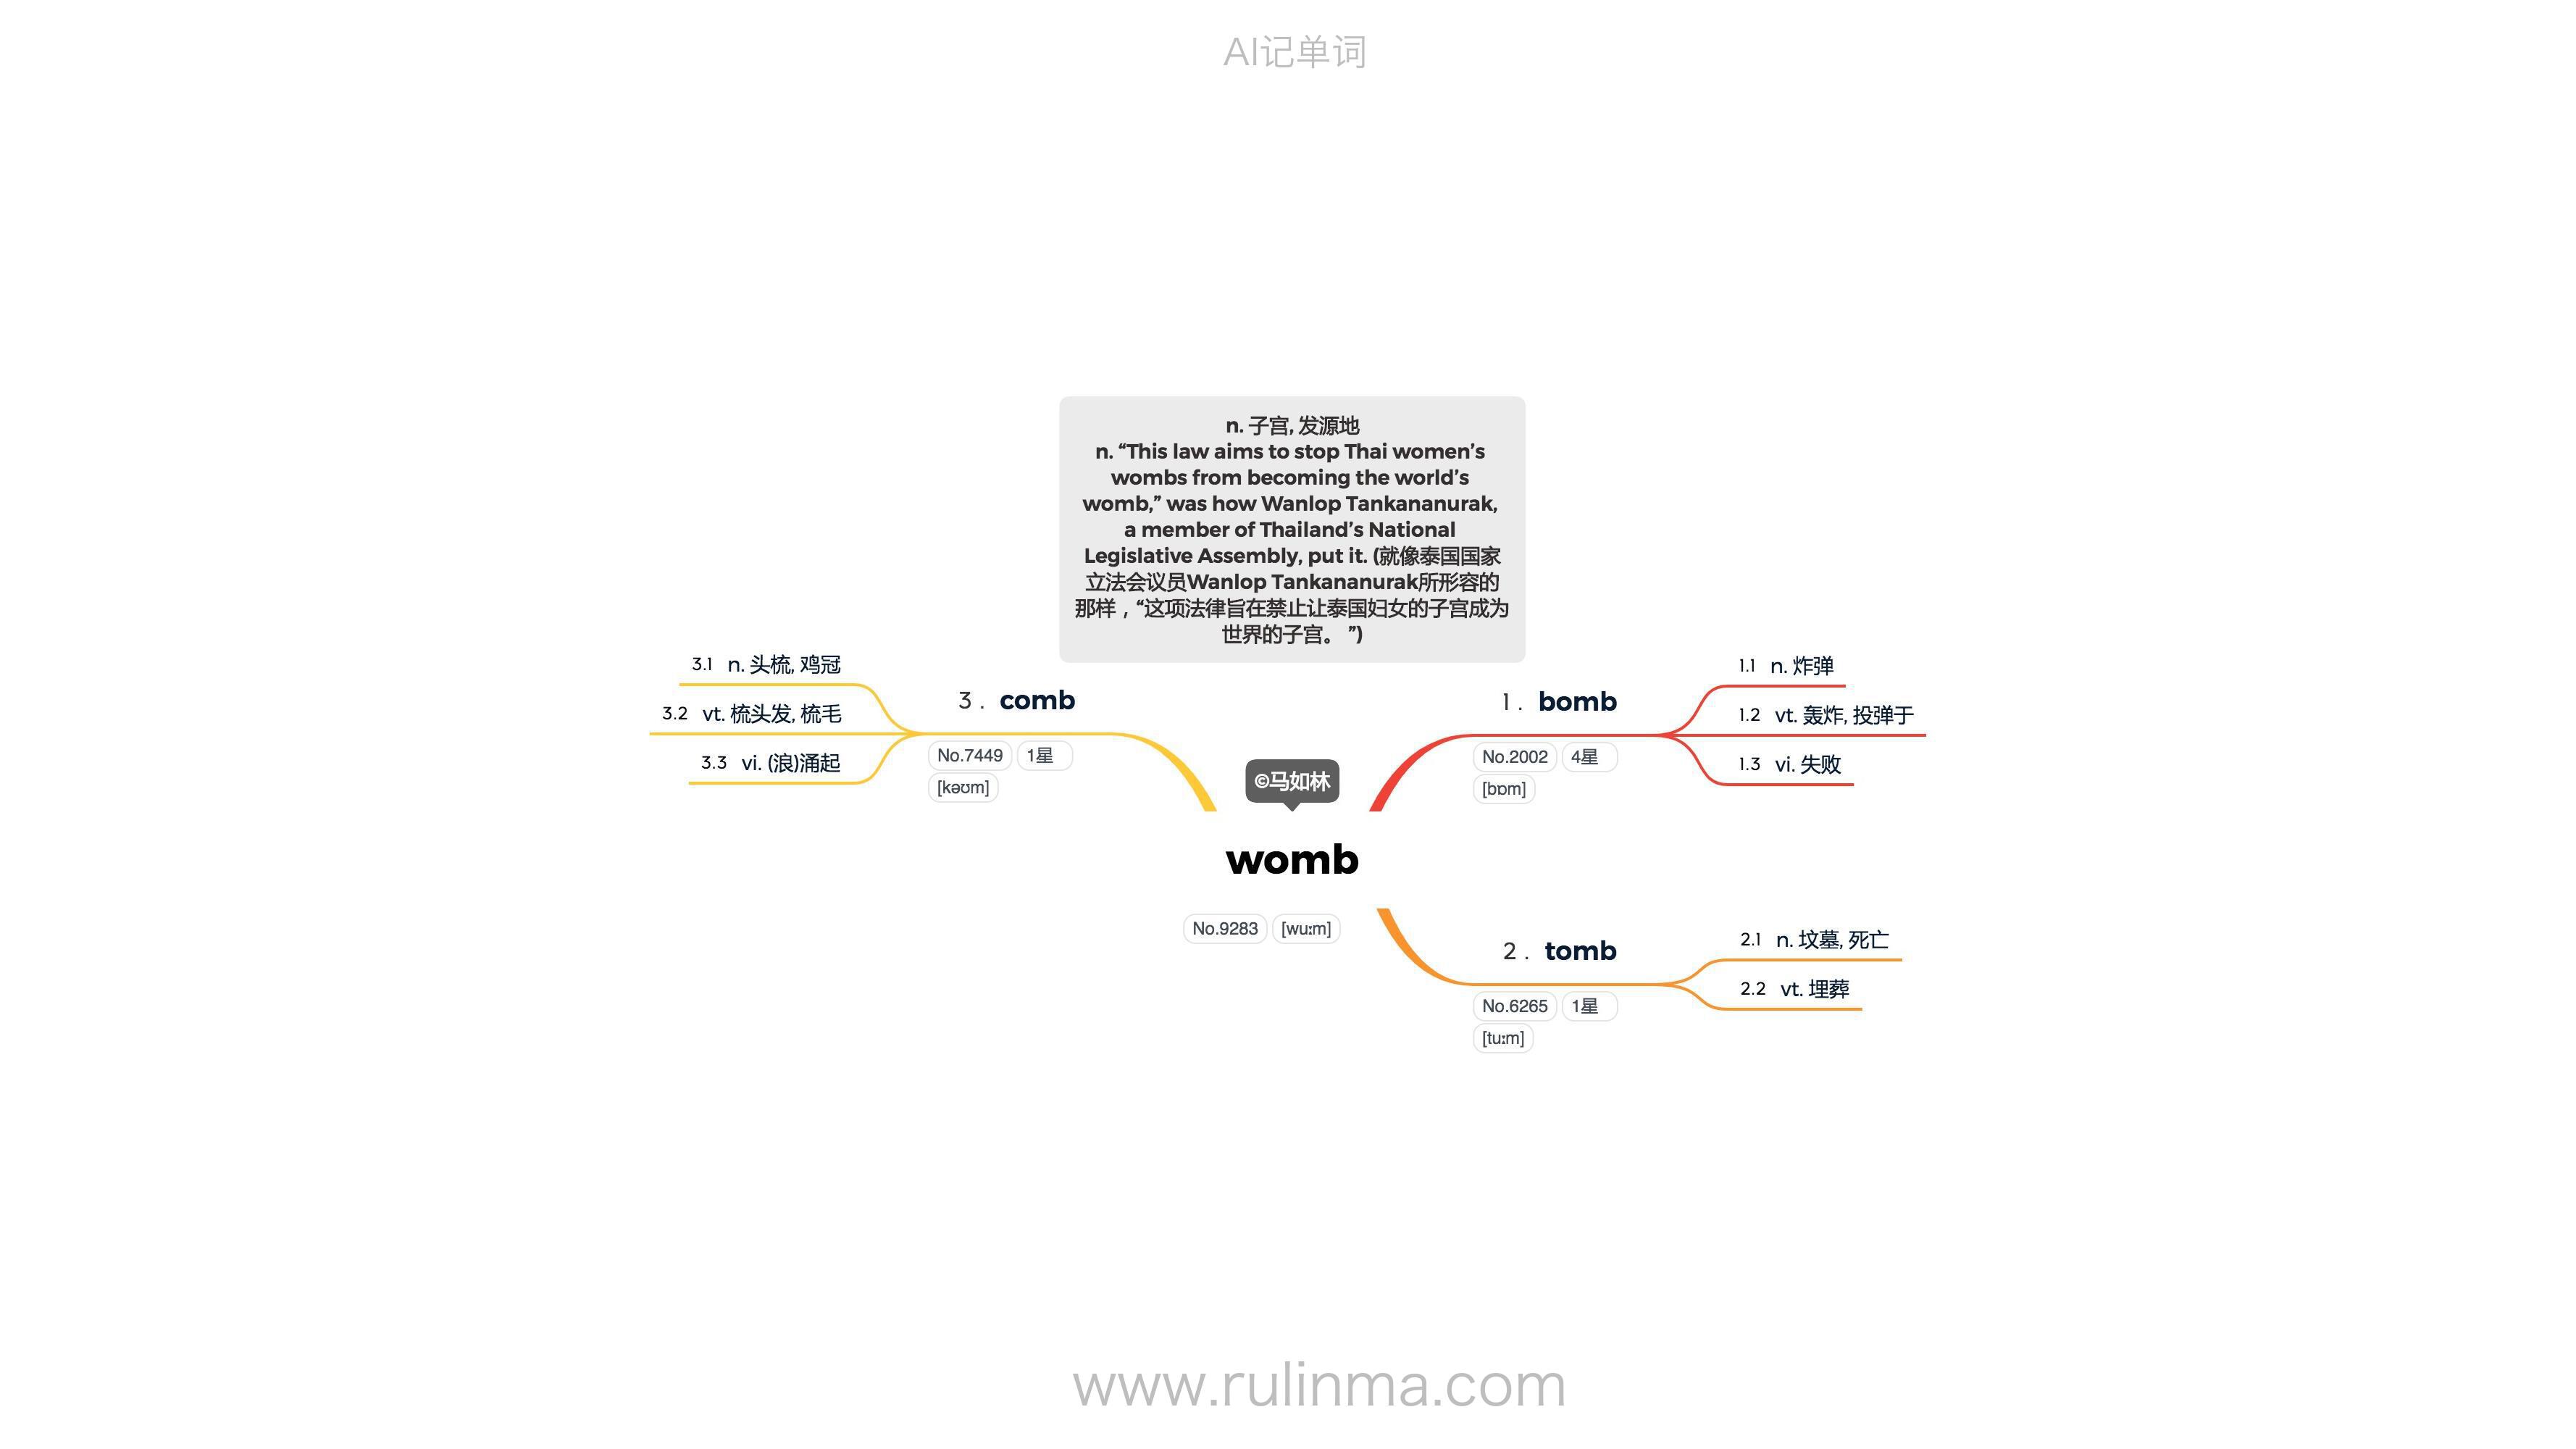 AI记单词
n. 子宫, 发源地
n. “This law aims to stop Thai women’s
wombs from becoming the world’s
womb,” was how Wanlop Tankananurak,
a member of Thailand’s National
Legislative Assembly, put it. (就像泰国国家
立法会议员Wanlop Tankananurak所形容的
那样，“这项法律旨在禁止让泰国妇女的子宫成为
世界的子宫。 ”)
©马如林
womb
No.9283 [wuːm]
1. bomb
No.2002 4星
[bɒm]
1.1 n. 炸弹
1.2 vt. 轰炸, 投弹于
1.3 vi. 失败
2. tomb
No.6265 1星
[tuːm]
2.1 n. 坟墓, 死亡
2.2 vt. 埋葬
3. comb
No.7449 1星
[kəʊm]
3.1 n. 头梳, 鸡冠
3.2 vt. 梳头发, 梳毛
3.3 vi. (浪)涌起
www.rulinma.com